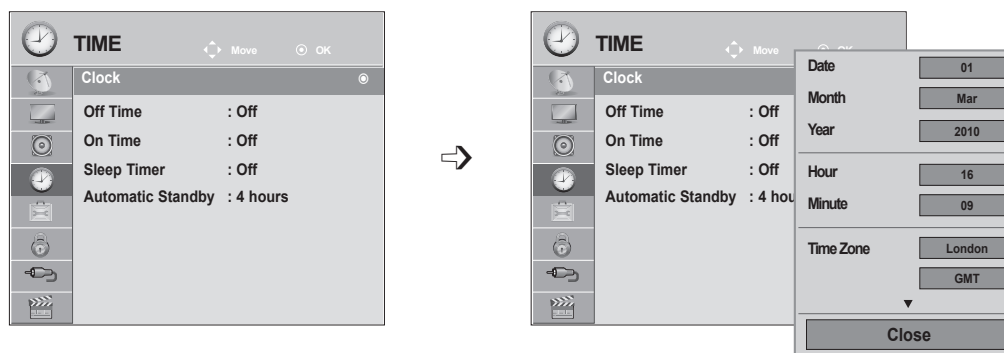 TIME
Move OK
Clock
Off Time : Off
On Time : Off
Sleep Timer : Off
Automatic Standby : 4 hours
TIME
Move
Clock
Off Time : Off
On Time : Off
Sleep Timer : Off
Automatic Standby : 4 hou
Date 01
Month Mar
Year 2010
Hour 16
Minute 09
Time Zone London
GMT
Close